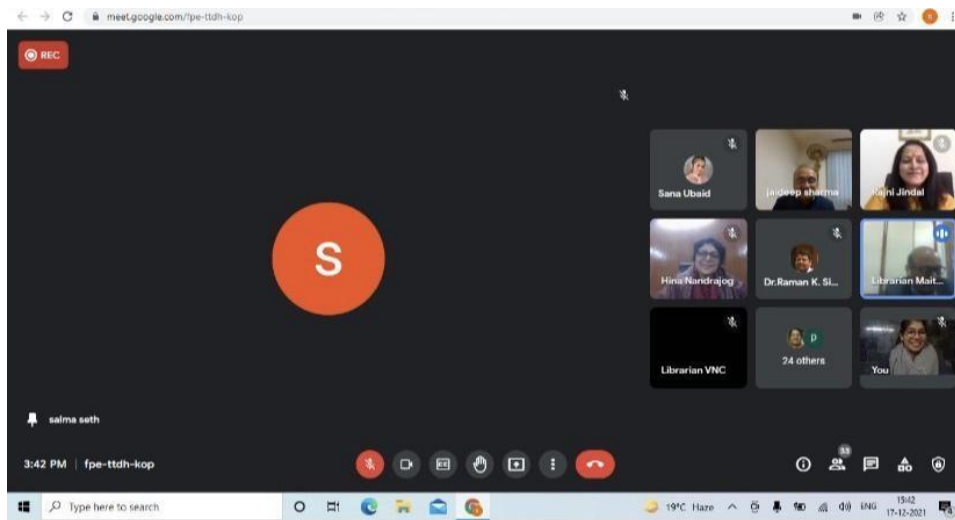 meet.google.com/fpe-ttdh-kop
S
REC
Sana Ubaid
jaideep sharma
Rajni Jindal
S
Hina Nandrajog
Dr.Raman K. Si...
Librarian Mait...
Librarian VNC
P
24 others
You
salma seth
3:42 PM | fpe-ttdh-kop
CC
33
Type here to search
19°C Haze
ENG
15:42
17-12-2021